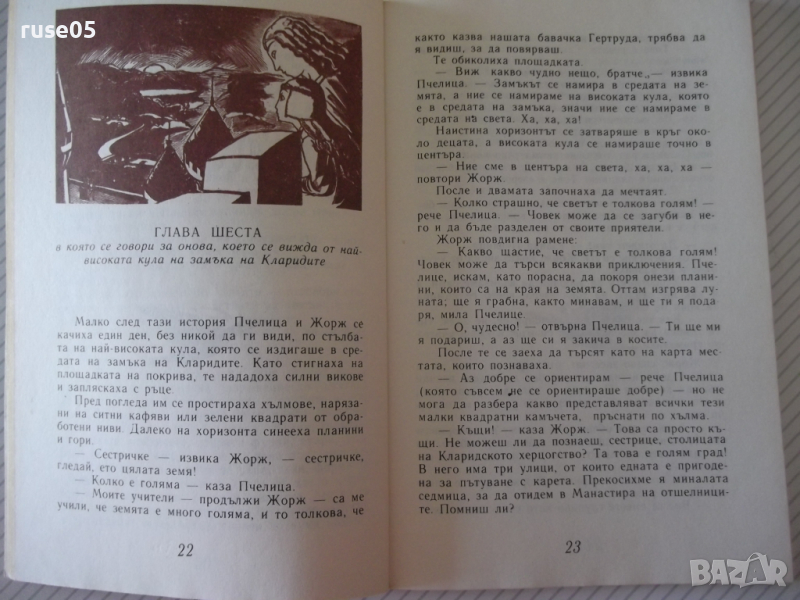 ruse05
ГЛАВА ШЕСТА
в която се говори за онова, което се вижда от най-
високата кула на замъка на Кларидите
Малко след тази история Пчелица и Жорж се
качиха един ден, без никой да ги види, по стълба-
та на най-високата кула, която се издигаше в сре-
дата на замъка на Кларидите. Като стигнаха на
площадката на покрива, те нададоха силни викове
и запляскаха с ръце.
Пред погледа им се простираха хълмове, наряза-
ни на ситни кафяви или зелени квадрати от обра-
ботени ниви. Далеко на хоризонта синееха планини
и гори.
— Сестричке — извика Жорж, — сестричке,
гледай, ето цялата земя!
— Колко е голяма — каза Пчелица.
— Моите учители — продължи Жорж — са ме
учили, че земята е много голяма, и то толкова, че
22
както казва нашата бавачка Гертруда, трябва да
я видиш, за да повярваш.
Те обиколиха площадката.
— Виж какво чудно нещо, братче, — извика
Пчелица. — Замъкът се намира в средата на зе-
мята, а ние се намираме на високата кула, която
е в средата на замъка, значи ние се намираме в
средата на света. Ха, ха, ха!
Наистина хоризонтът се затваряше в кръг око-
ло децата, а високата кула се намираше точно в
центъра.
— Ние сме в центъра на света, ха, ха, ха —
повтори Жорж.
После и двамата започнаха да мечтаят.
— Колко страшно, че светът е толкова голям! —
рече Пчелица. — Човек може да се загуби в не-
го и да бъде разделен от своите приятели.
Жорж повдигна рамене:
— Какво щастие, че светът е толкова голям!
Човек може да търси всякакви приключения. Пче-
лице, искам, като порасна, да покоря онези плани-
ни, които са на края на земята. Оттам изгрява лу-
ната; ще я грабна, както минавам, и ще ти я пода-
ря, мила Пчелице.
— О, чудесно! — отвърна Пчелица. — Ти ще ми
я подариш, а аз ще си я закича в косите.
После те се заеха да търсят като на карта мес-
тата, които познаваха.
— Аз добре се ориентирам — рече Пчелица
(която съвсем не се ориентираше добре) — но не
мога да разбера какво представляват всички тези
малки квадратни камъчета, пръснати по хълма.
— Къщи! — каза Жорж. — Това са просто къ-
щи. Не можеш ли да познаеш, сестрице, столицата
на Кларидското херцогство? Та това е голям град!
В него има три улици, от които едната е пригоде-
на за пътуване с карета. Прекосихме я миналата
седмица, за да отидем в Манастира на отшелници-
те. Помниш ли?
23
BAZAR